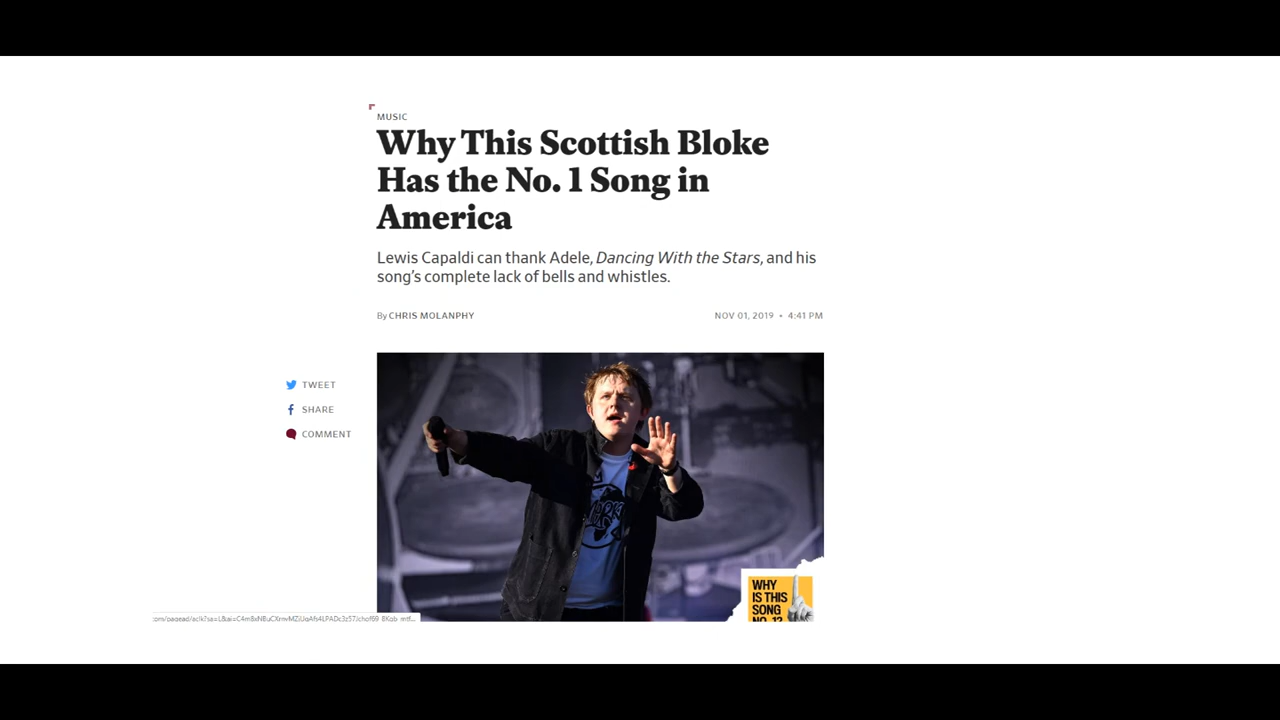 MUSIC
Why This Scottish Bloke
Has the No. 1 Song in
America
Lewis Capaldi can thank Adele, Dancing With the Stars, and his
song's complete lack of bells and whistles.
By CHRIS MOLANPHY
NOV 01, 2019 • 4:41 PM
TWEET
SHARE
COMMENT
WHY
IS THIS
SONG
NO. 1?